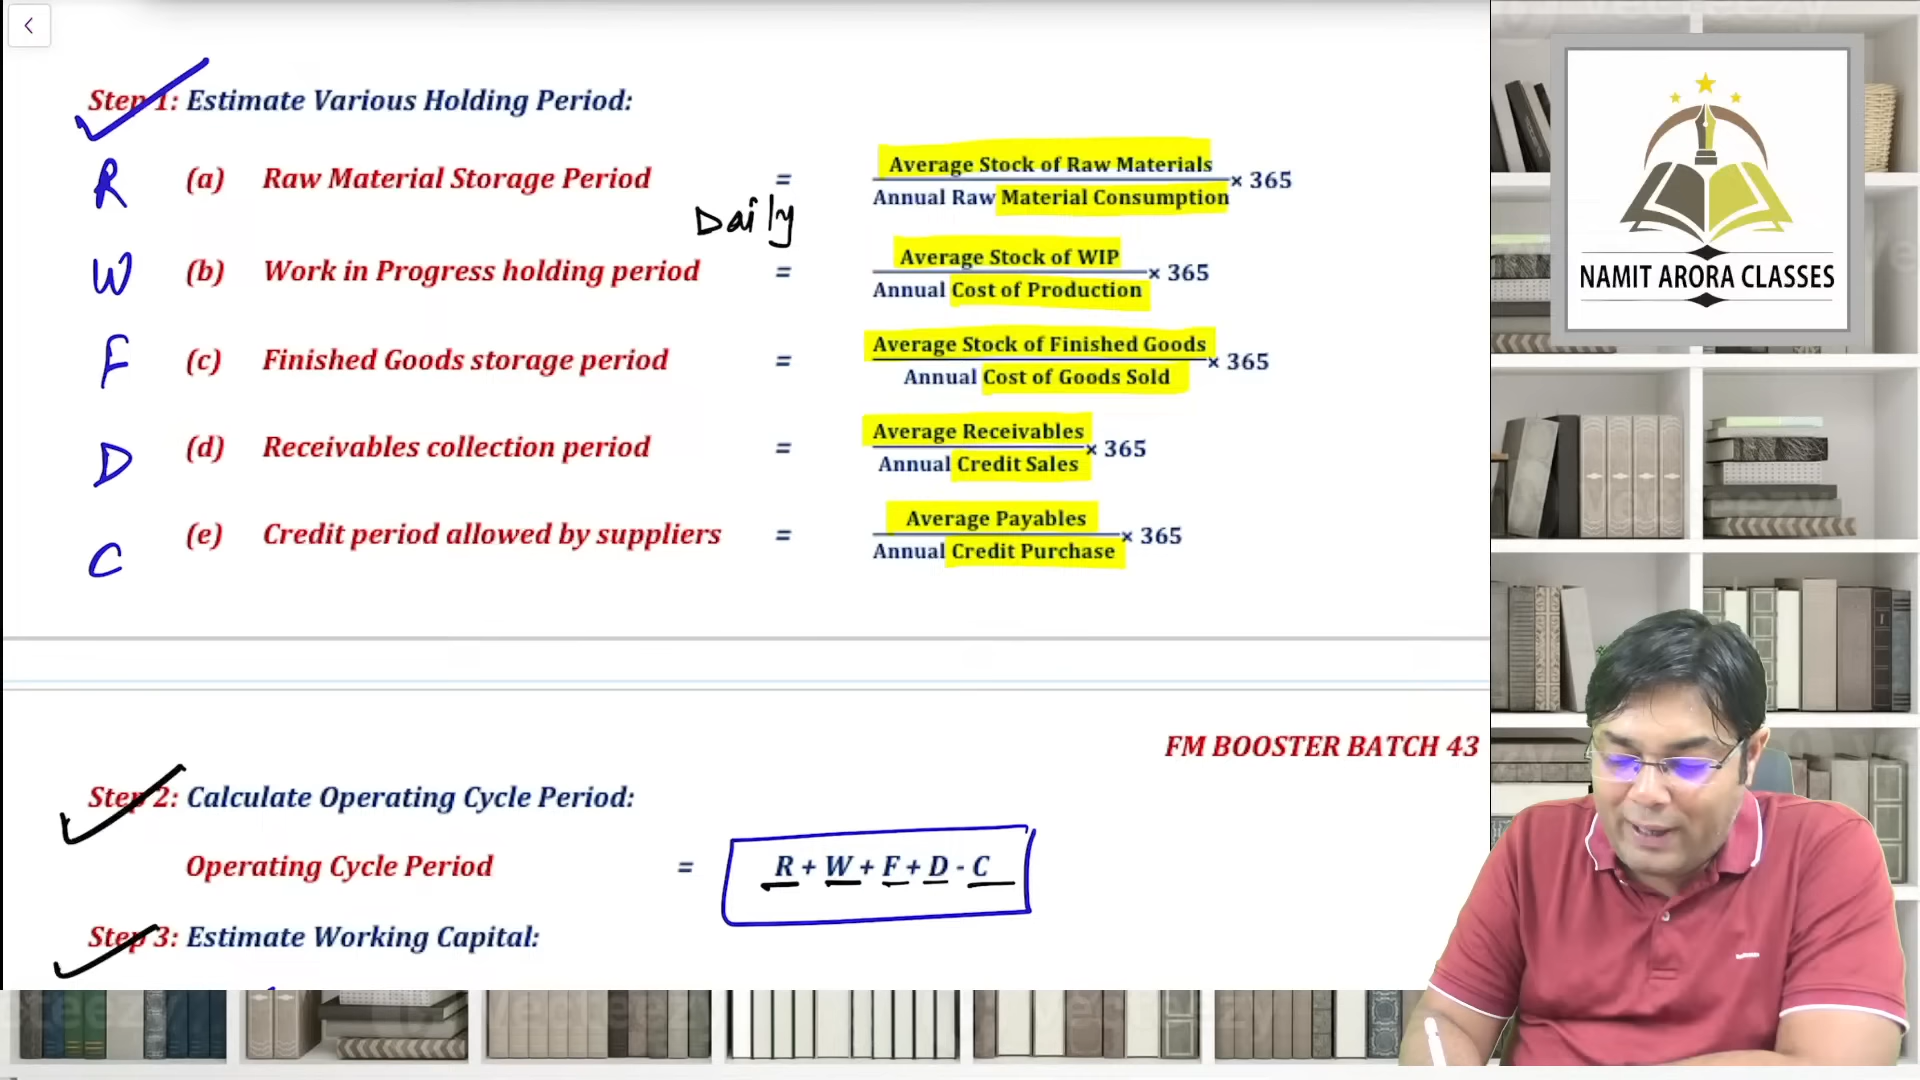 Step 1: Estimate Various Holding Period:
R (a) Raw Material Storage Period = Average Stock of Raw Materials
Annual Raw Material Consumption × 365
Daily
W (b) Work in Progress holding period = Average Stock of WIP
Annual Cost of Production × 365
F (c) Finished Goods storage period = Average Stock of Finished Goods
Annual Cost of Goods Sold × 365
D (d) Receivables collection period = Average Receivables
Annual Credit Sales × 365
C (e) Credit period allowed by suppliers = Average Payables
Annual Credit Purchase × 365
FM BOOSTER BATCH 43
Step 2: Calculate Operating Cycle Period:
Operating Cycle Period = R + W + F + D - C
Step 3: Estimate Working Capital:
NAMIT ARORA CLASSES